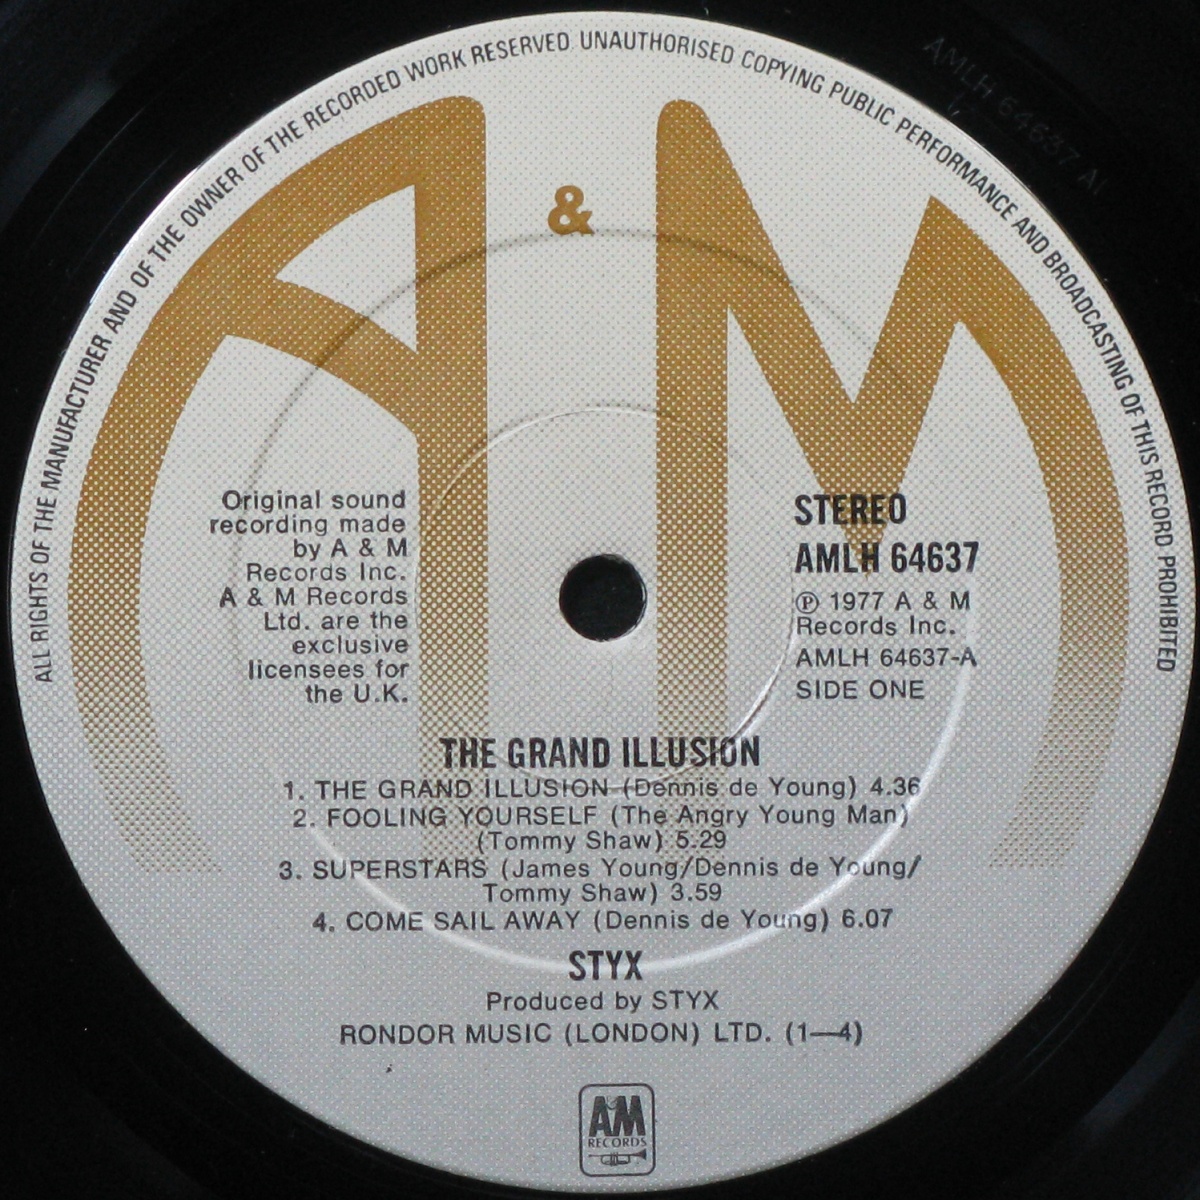 ALL RIGHTS OF THE MANUFACTURER AND OF THE OWNER OF THE RECORDED WORK RESERVED UNAUTHORISED COPYING PUBLIC PERFORMANCE AND BROADCASTING OF THIS RECORD PROHIBITED
AMLH 64637 A1
A & M
Original sound
recording made
by A & M
Records Inc.
A & M Records
Ltd. are the
exclusive
licensees for
the U.K.
STEREO
AMLH 64637
℗ 1977 A & M
Records Inc.
AMLH 64637-A
SIDE ONE
THE GRAND ILLUSION
1. THE GRAND ILLUSION (Dennis de Young) 4.36
2. FOOLING YOURSELF (The Angry Young Man)
(Tommy Shaw) 5.29
3. SUPERSTARS (James Young/Dennis de Young/
Tommy Shaw) 3.59
4. COME SAIL AWAY (Dennis de Young) 6.07
STYX
Produced by STYX
RONDOR MUSIC (LONDON) LTD. (1—4)
AM
RECORDS